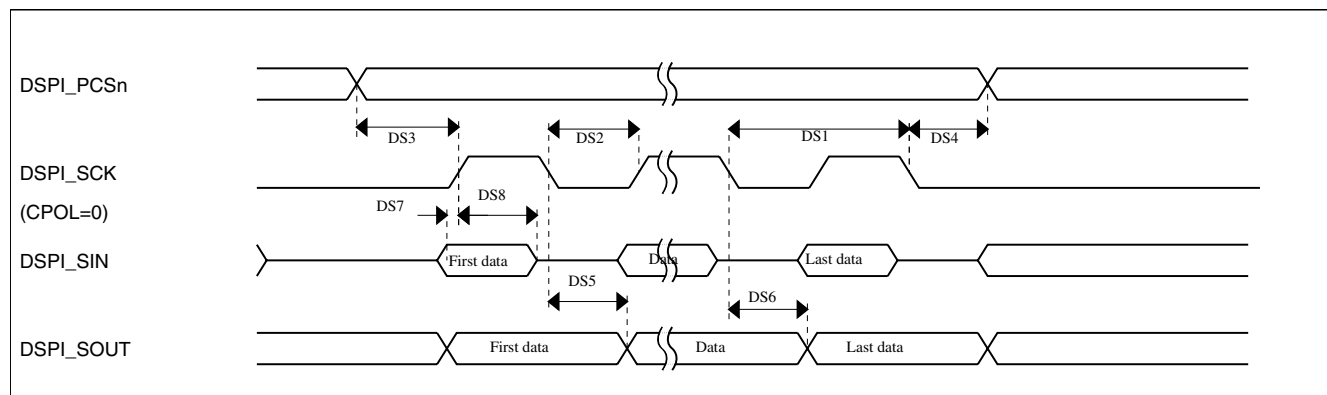 DSPI_PCSn
DS3
DS2
DS1
DS4
DSPI_SCK
(CPOL=0)
DS7
DS8
DSPI_SIN
First data
Data
Last data
DS5
DS6
DSPI_SOUT
First data
Data
Last data